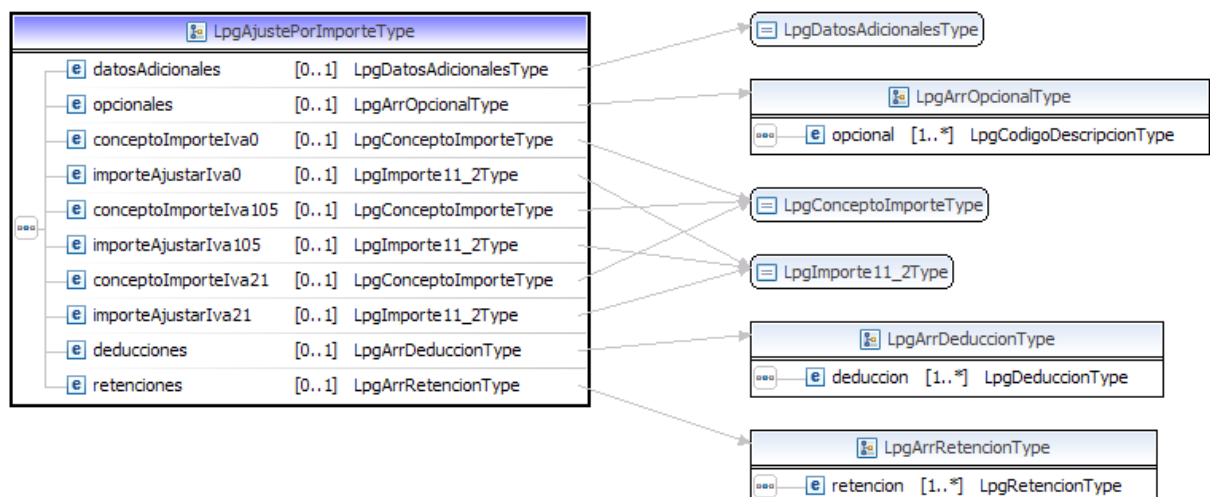 LpgAjustePorImporteType
datosAdicionales [0..1] LpgDatosAdicionalesType
opcionales [0..1] LpgArrOpcionalType
conceptoImporteIva0 [0..1] LpgConceptoImporteType
importeAjustarIva0 [0..1] LpgImporte11_2Type
conceptoImporteIva105 [0..1] LpgConceptoImporteType
importeAjustarIva105 [0..1] LpgImporte11_2Type
conceptoImporteIva21 [0..1] LpgConceptoImporteType
importeAjustarIva21 [0..1] LpgImporte11_2Type
deducciones [0..1] LpgArrDeduccionType
retenciones [0..1] LpgArrRetencionType
LpgDatosAdicionalesType
LpgArrOpcionalType
opcional [1..*] LpgCodigoDescripcionType
LpgConceptoImporteType
LpgImporte11_2Type
LpgArrDeduccionType
deduccion [1..*] LpgDeduccionType
LpgArrRetencionType
retencion [1..*] LpgRetencionType